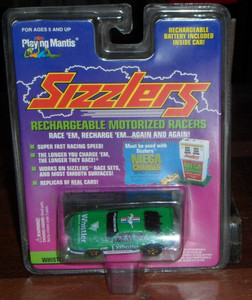 FOR AGES 5 AND UP
Playing Mantis
RECHARGEABLE
BATTERY INCLUDED
INSIDE CAR!
Sizzlers
RECHARGEABLE MOTORIZED RACERS
RACE 'EM, RECHARGE 'EM...AGAIN AND AGAIN!
SUPER FAST RACING SPEED!
THE LONGER YOU CHARGE 'EM,
THE LONGER THEY RACE!
WORKS ON SIZZLERS RACE SETS,
AND MOST SMOOTH SURFACES!
REPLICAS OF REAL CARS!
Must be used with
Sizzlers
MEGA
CHARGER
Whistler
Whistler